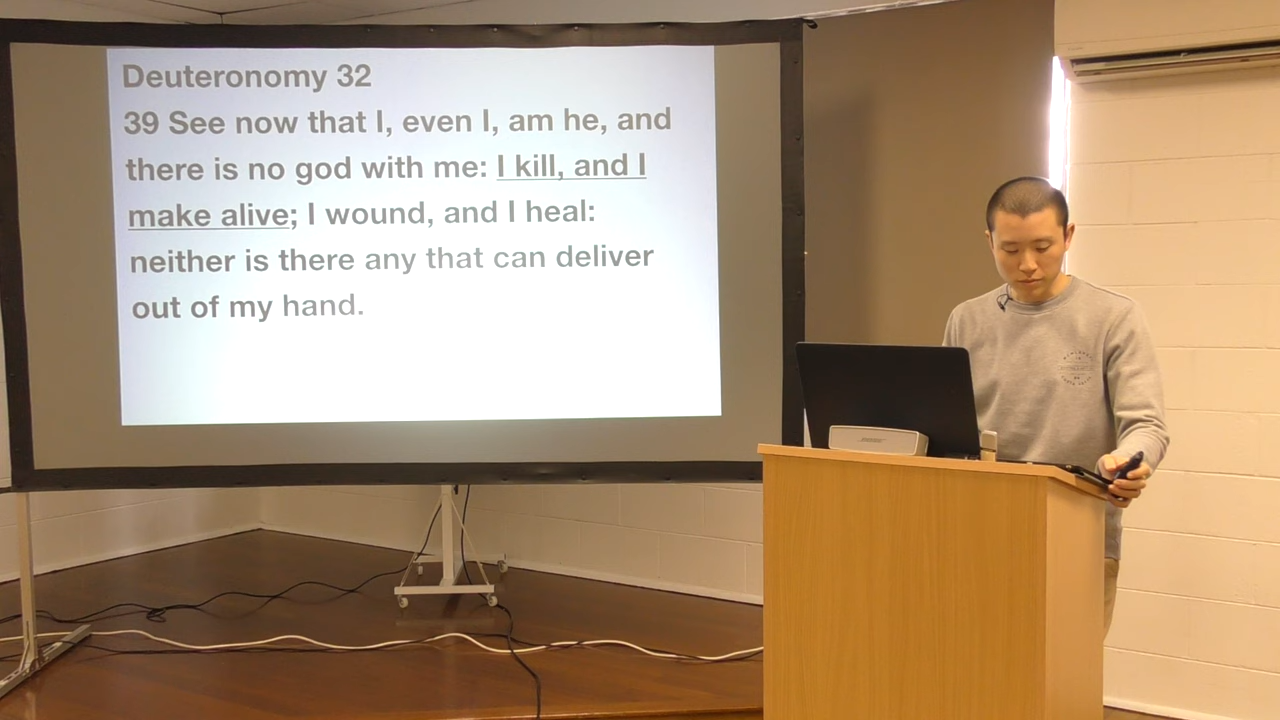 Deuteronomy 32
39 See now that I, even I, am he, and
there is no god with me: I kill, and I
make alive; I wound, and I heal:
neither is there any that can deliver
out of my hand.